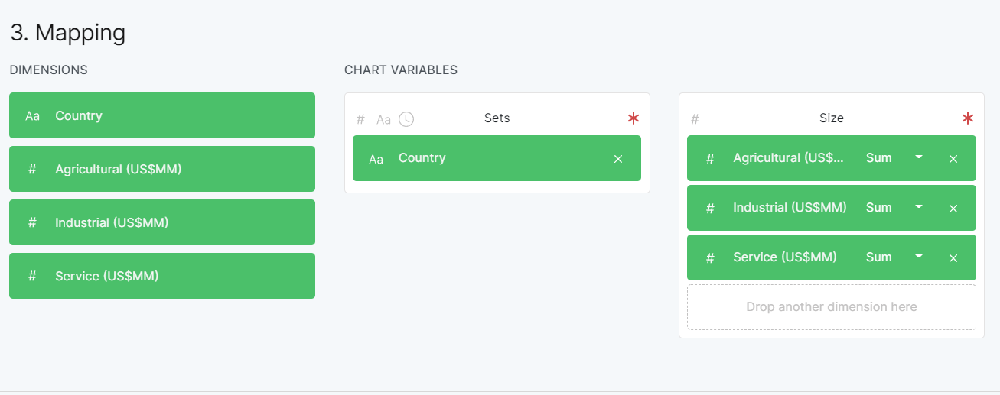 3. Mapping
DIMENSIONS
Aa Country
# Agricultural (US$MM)
# Industrial (US$MM)
# Service (US$MM)
CHART VARIABLES
# Aa Sets *
Aa Country ×
# Size *
# Agricultural (US$... Sum ×
# Industrial (US$MM) Sum ×
# Service (US$MM) Sum ×
Drop another dimension here